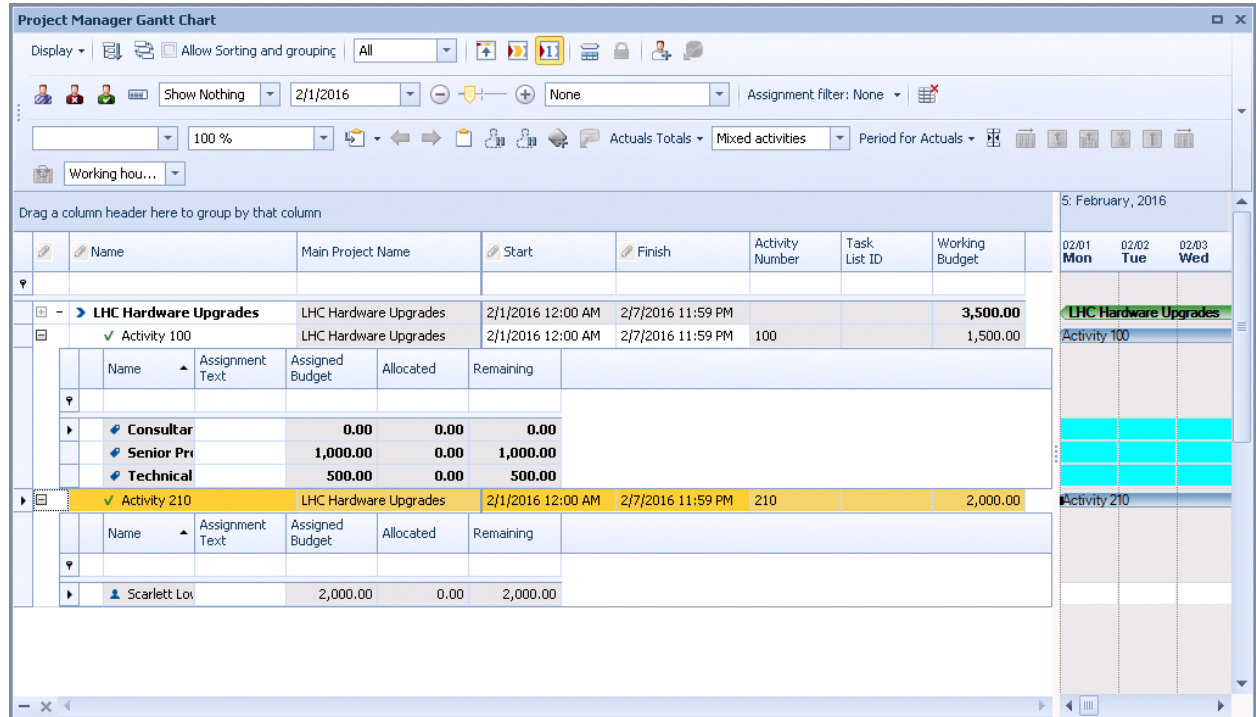 Project Manager Gantt Chart
Display Allow Sorting and grouping All
Show Nothing 2/1/2016 None Assignment filter: None
100 % Actuals Totals Mixed activities Period for Actuals
Working hou...
Drag a column header here to group by that column 5: February, 2016
Name Main Project Name Start Finish Activity Number Task List ID Working Budget 02/01 Mon 02/02 Tue 02/03 Wed
LHC Hardware Upgrades LHC Hardware Upgrades 2/1/2016 12:00 AM 2/7/2016 11:59 PM 3,500.00 LHC Hardware Upgrades
Activity 100 LHC Hardware Upgrades 2/1/2016 12:00 AM 2/7/2016 11:59 PM 100 1,500.00 Activity 100
Name Assignment Text Assigned Budget Allocated Remaining
Consultan 0.00 0.00 0.00
Senior Pro 1,000.00 0.00 1,000.00
Technical 500.00 0.00 500.00
Activity 210 LHC Hardware Upgrades 2/1/2016 12:00 AM 2/7/2016 11:59 PM 210 2,000.00 Activity 210
Name Assignment Text Assigned Budget Allocated Remaining
Scarlett Lov 2,000.00 0.00 2,000.00